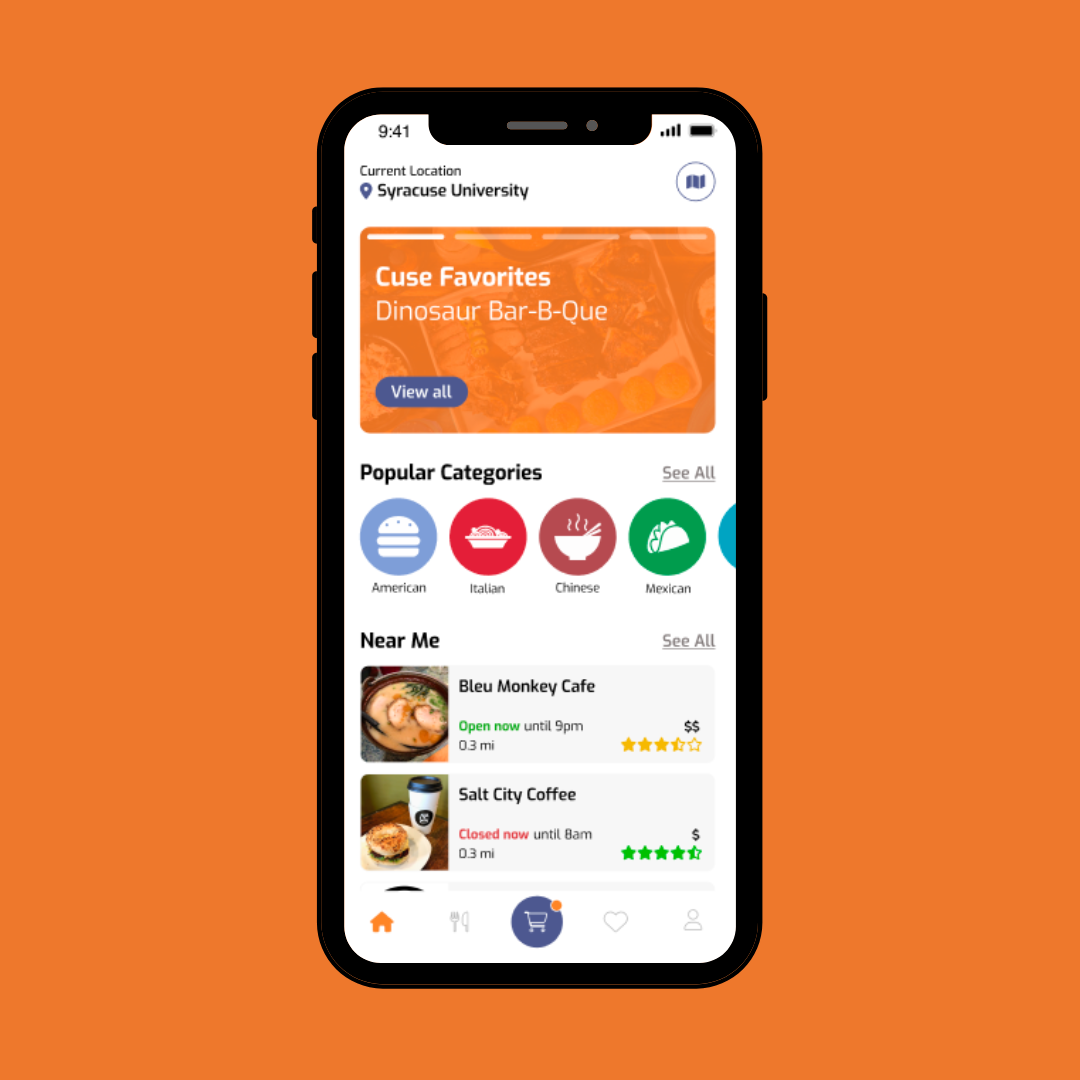 9:41
Current Location
Syracuse University
Cuse Favorites
Dinosaur Bar-B-Que
View all
Popular Categories
See All
American
Italian
Chinese
Mexican
Near Me
See All
Bleu Monkey Cafe
Open now until 9pm
$$
0.3 mi
Salt City Coffee
Closed now until 8am
$
0.3 mi